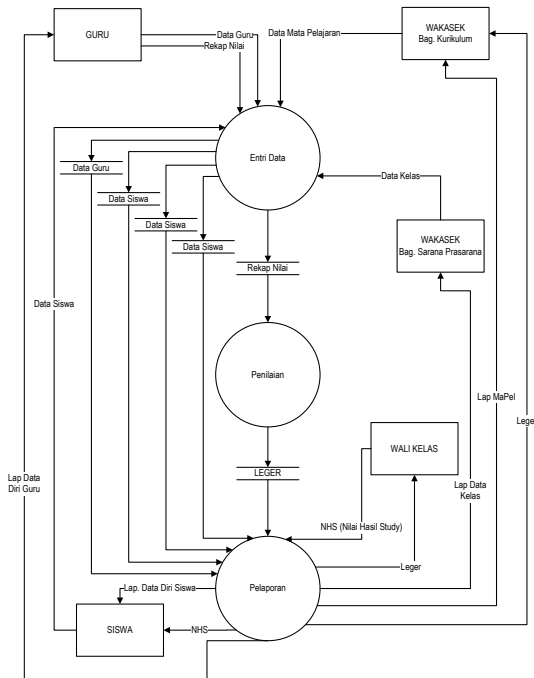 GURU
Data Guru
Rekap Nilai
Data Mata Pelajaran
WAKASEK
Bag. Kurikulum
Entri Data
Data Guru
Data Siswa
Data Siswa
Data Siswa
Data Kelas
WAKASEK
Bag. Sarana Prasarana
Rekap Nilai
Data Siswa
Penilaian
Lap MaPel
Leger
WALI KELAS
LEGER
Lap Data
Diri Guru
Lap Data
Kelas
NHS (Nilai Hasil Study)
Leger
Pelaporan
Lap. Data Diri Siswa
SISWA
NHS